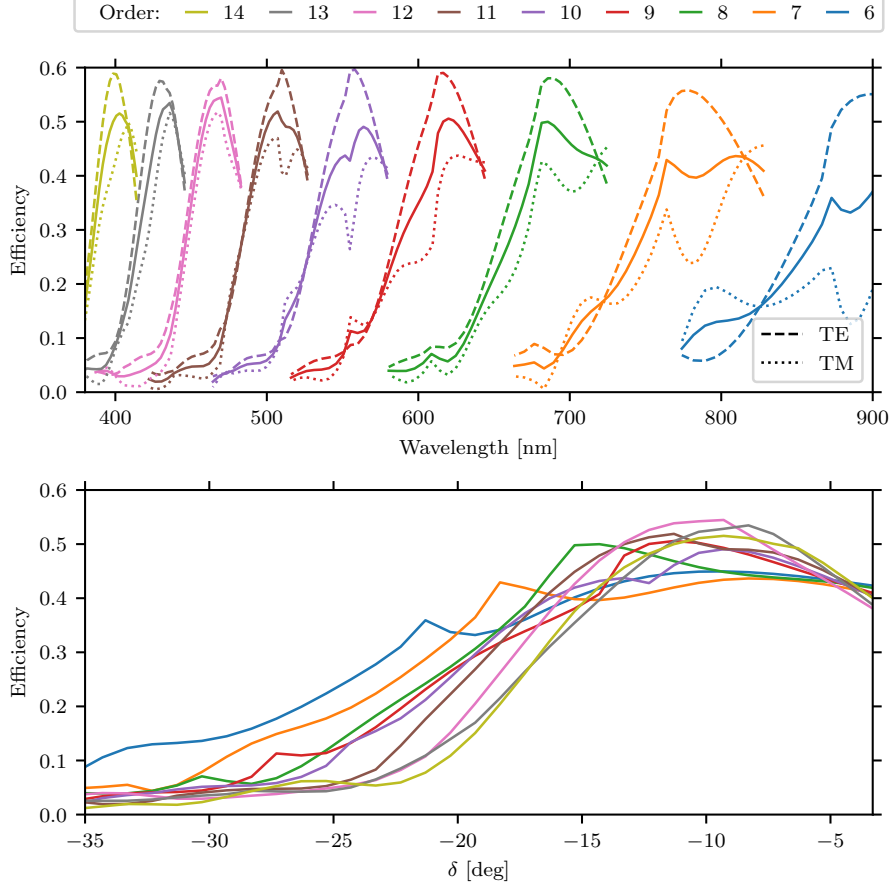 Order: 14 13 12 11 10 9 8 7 6
0.6
0.5
0.4
0.3
0.2
0.1
0.0
Efficiency
TE
TM
400 500 600 700 800 900
Wavelength [nm]
0.6
0.5
0.4
0.3
0.2
0.1
0.0
Efficiency
−35 −30 −25 −20 −15 −10 −5
δ [deg]